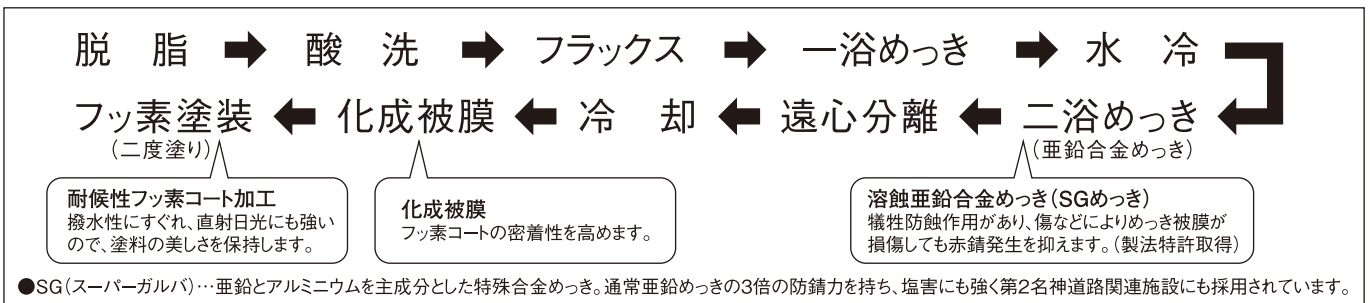 脱　脂 ➡ 酸　洗 ➡ フラックス ➡ 一浴めっき ➡ 水　冷
フッ素塗装 ⬅ 化成被膜 ⬅ 冷　却 ⬅ 遠心分離 ⬅ 二浴めっき
（二度塗り）
（亜鉛合金めっき）
耐候性フッ素コート加工
撥水性にすぐれ、直射日光にも強い
ので、塗料の美しさを保持します。
化成被膜
フッ素コートの密着性を高めます。
溶蝕亜鉛合金めっき（SGめっき）
犠牲防蝕作用があり、傷などによりめっき被膜が
損傷しても赤錆発生を抑えます。（製法特許取得）
●SG（スーパーガルバ）…亜鉛とアルミニウムを主成分とした特殊合金めっき。通常亜鉛めっきの3倍の防錆力を持ち、塩害にも強く第2名神道路関連施設にも採用されています。